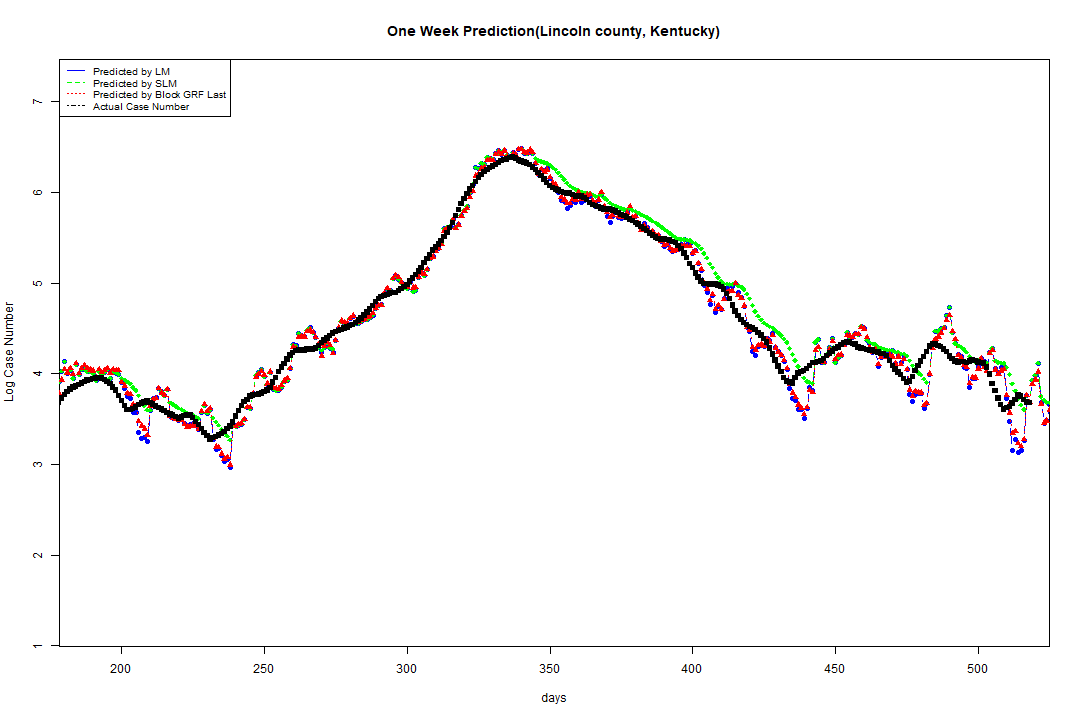 One Week Prediction(Lincoln county, Kentucky)
Predicted by LM
Predicted by SLM
Predicted by Block GRF Last
Actual Case Number
7
6
5
4
3
2
1
Log Case Number
200 250 300 350 400 450 500
days